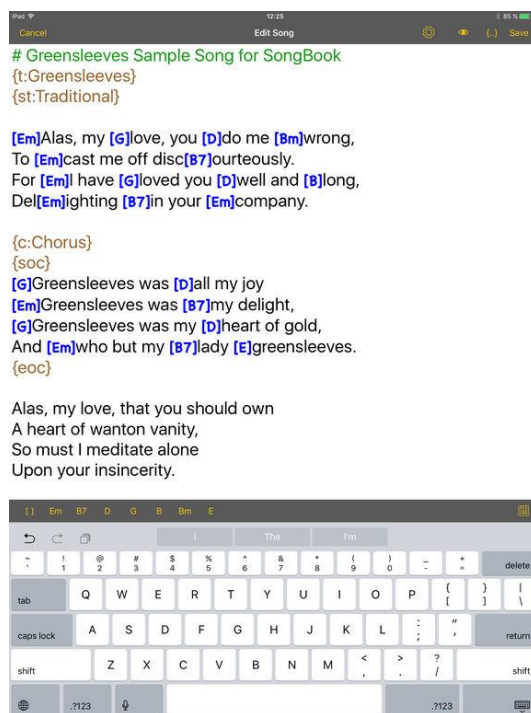 iPad 12:25 85 %
Cancel Edit Song {..} Save
# Greensleeves Sample Song for SongBook
{t:Greensleeves}
{st:Traditional}
[Em]Alas, my [G]love, you [D]do me [Bm]wrong,
To [Em]cast me off disc[B7]ourteously.
For [Em]I have [G]loved you [D]well and [B]long,
Del[Em]ighting [B7]in your [Em]company.
{c:Chorus}
{soc}
[G]Greensleeves was [D]all my joy
[Em]Greensleeves was [B7]my delight,
[G]Greensleeves was my [D]heart of gold,
And [Em]who but my [B7]lady [E]greensleeves.
{eoc}
Alas, my love, that you should own
A heart of wanton vanity,
So must I meditate alone
Upon your insincerity.
[ ] Em B7 D G B Bm E
I The I'm
~ ! @ # $ % ^ & * ( ) _ +
` 1 2 3 4 5 6 7 8 9 0 - = delete
tab Q W E R T Y U I O P { [ } ] | \
caps lock A S D F G H J K L : ; " ' return
shift Z X C V B N M < , > . ? / shift
.?123 .?123